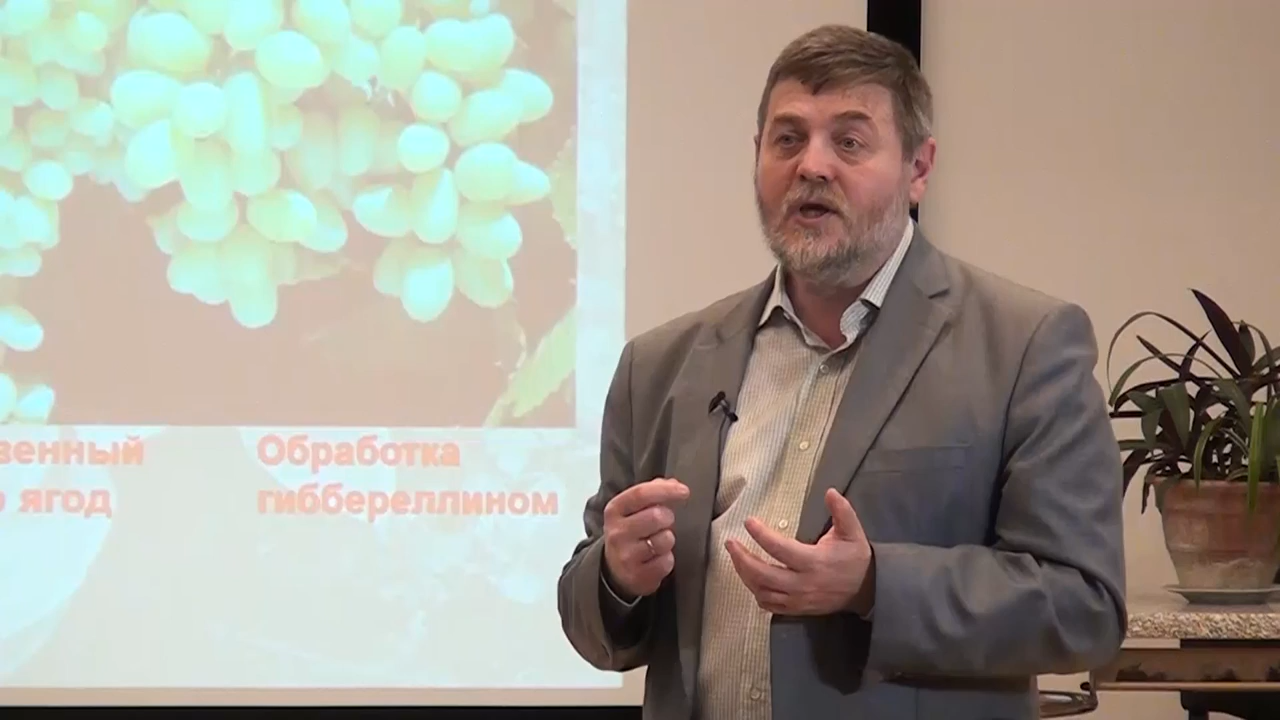 венный
ягод
Обработка
гиббереллином